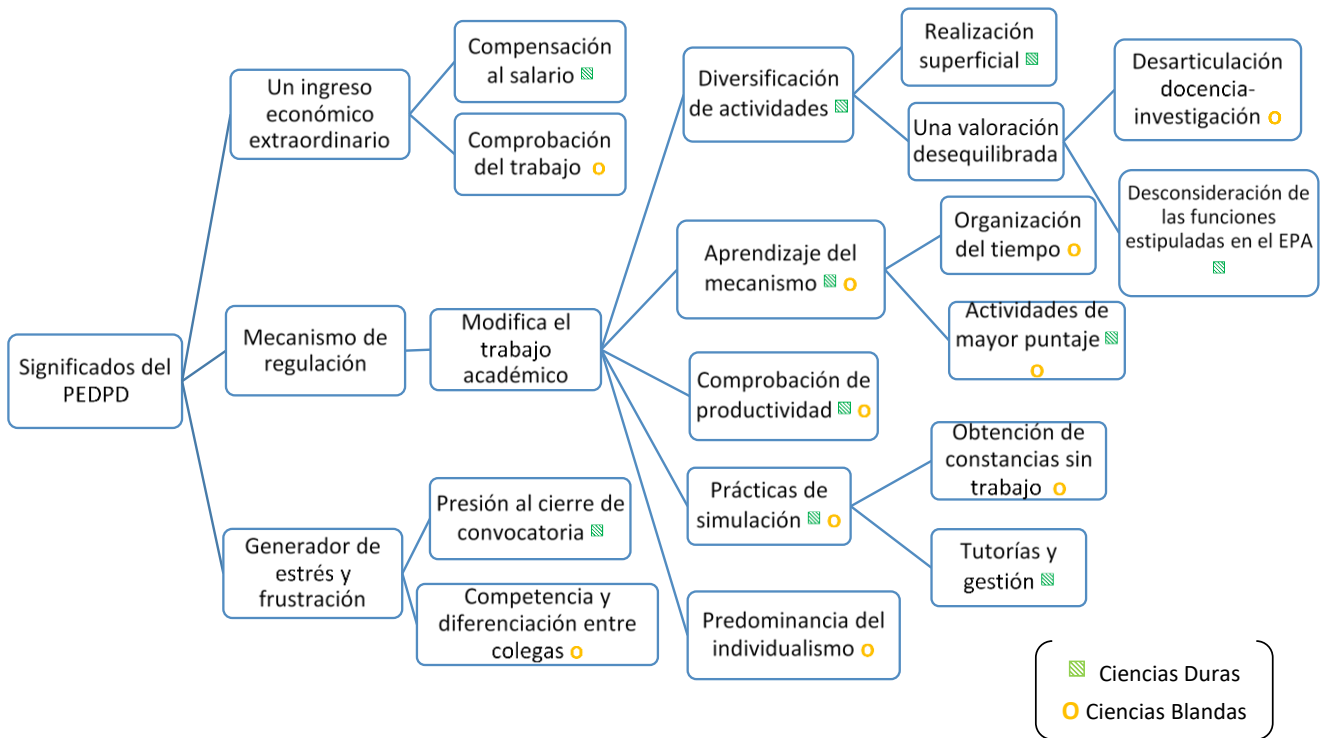 Significados del
PEDPD
Un ingreso
económico
extraordinario
Compensación
al salario
Comprobación
del trabajo O
Mecanismo de
regulación
Modifica el
trabajo
académico
Diversificación
de actividades
Realización
superficial
Una valoración
desequilibrada
Desarticulación
docencia-
investigación O
Desconsideración de
las funciones
estipuladas en el EPA
Aprendizaje del
mecanismo O
Organización
del tiempo O
Actividades de
mayor puntaje
O
Comprobación de
productividad O
Prácticas de
simulación O
Obtención de
constancias sin
trabajo O
Tutorías y
gestión
Predominancia del
individualismo O
Generador de
estrés y
frustración
Presión al cierre de
convocatoria
Competencia y
diferenciación entre
colegas O
Ciencias Duras
O Ciencias Blandas